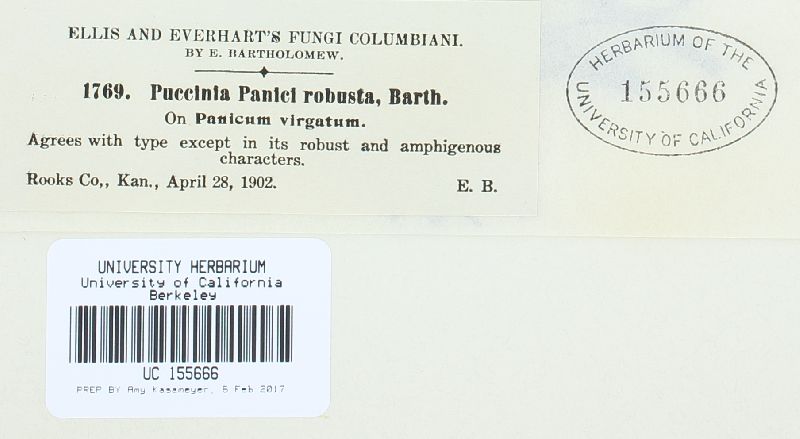 ELLIS AND EVERHART'S FUNGI COLUMBIANI.
BY E. BARTHOLOMEW.
1769. Puccinia Panici robusta, Barth.
On Panicum virgatum.
Agrees with type except in its robust and amphigenous
characters.
Rooks Co,, Kan., April 28, 1902. E. B.
HERBARIUM OF THE
155666
UNIVERSITY OF CALIFORNIA
UNIVERSITY HERBARIUM
University of California
Berkeley
UC 155666
PREP BY Amy Kasameyer, 6 Feb 2017